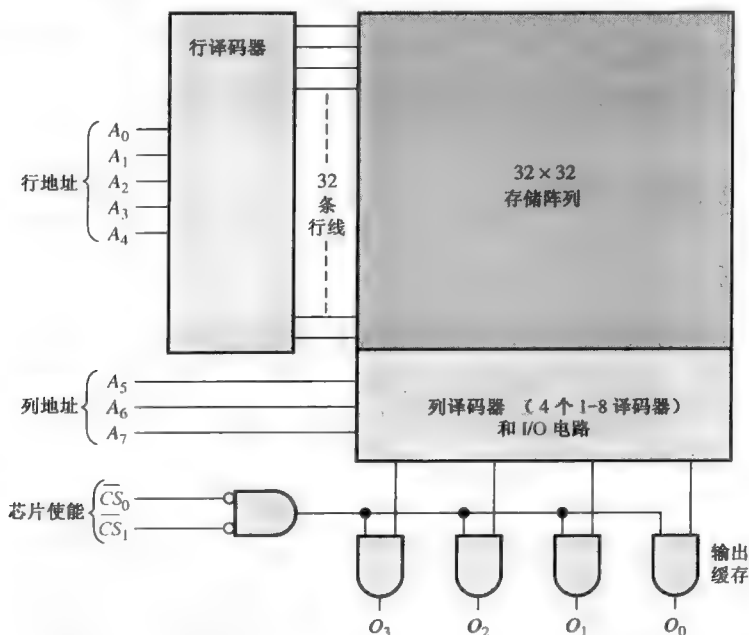 行译码器
行地址
A0
A1
A2
A3
A4
32
条
行线
32 × 32
存储阵列
列地址
A5
A6
A7
列译码器 （4 个 1-8 译码器）
和 I/O 电路
芯片使能
CS0
CS1
输出
缓存
O3
O2
O1
O0